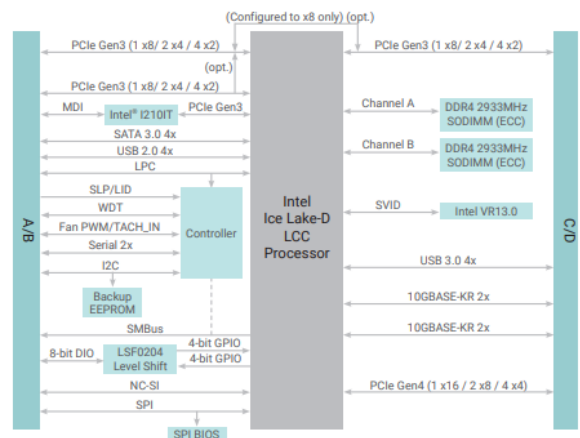 (Configured to x8 only) (opt.)
PCIe Gen3 (1 x8/ 2 x4 / 4 x2)
PCIe Gen3 (1 x8/ 2 x4 / 4 x2)
(opt.)
PCIe Gen3 (1 x8/ 2 x4 / 4 x2)
MDI
Intel® I210IT
PCIe Gen3
SATA 3.0 4x
USB 2.0 4x
LPC
SLP/LID
WDT
Fan PWM/TACH_IN
Serial 2x
I2C
Controller
Backup
EEPROM
SMBus
4-bit GPIO
8-bit DIO
LSF0204
Level Shift
4-bit GPIO
NC-SI
SPI
SPI BIOS
A/B
Intel
Ice Lake-D
LCC
Processor
Channel A
DDR4 2933MHz
SODIMM (ECC)
Channel B
DDR4 2933MHz
SODIMM (ECC)
SVID
Intel VR13.0
USB 3.0 4x
10GBASE-KR 2x
10GBASE-KR 2x
PCIe Gen4 (1 x16 / 2 x8 / 4 x4)
C/D